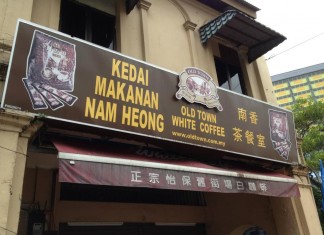 KEDAI
MAKANAN
NAM HEONG
OLD TOWN
WHITE COFFEE
www.oldtown.com.my
南香
茶餐室
正宗怡保舊街場白咖啡